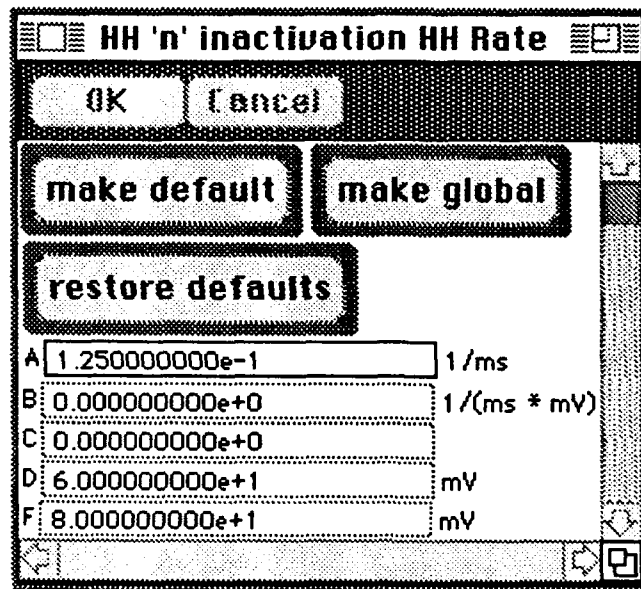 HH 'n' inactivation HH Rate
OK Cancel
make default make global
restore defaults
A 1.250000000e-1 1/ms
B 0.000000000e+0 1/(ms * mV)
C 0.000000000e+0
D 6.000000000e+1 mV
F 8.000000000e+1 mV